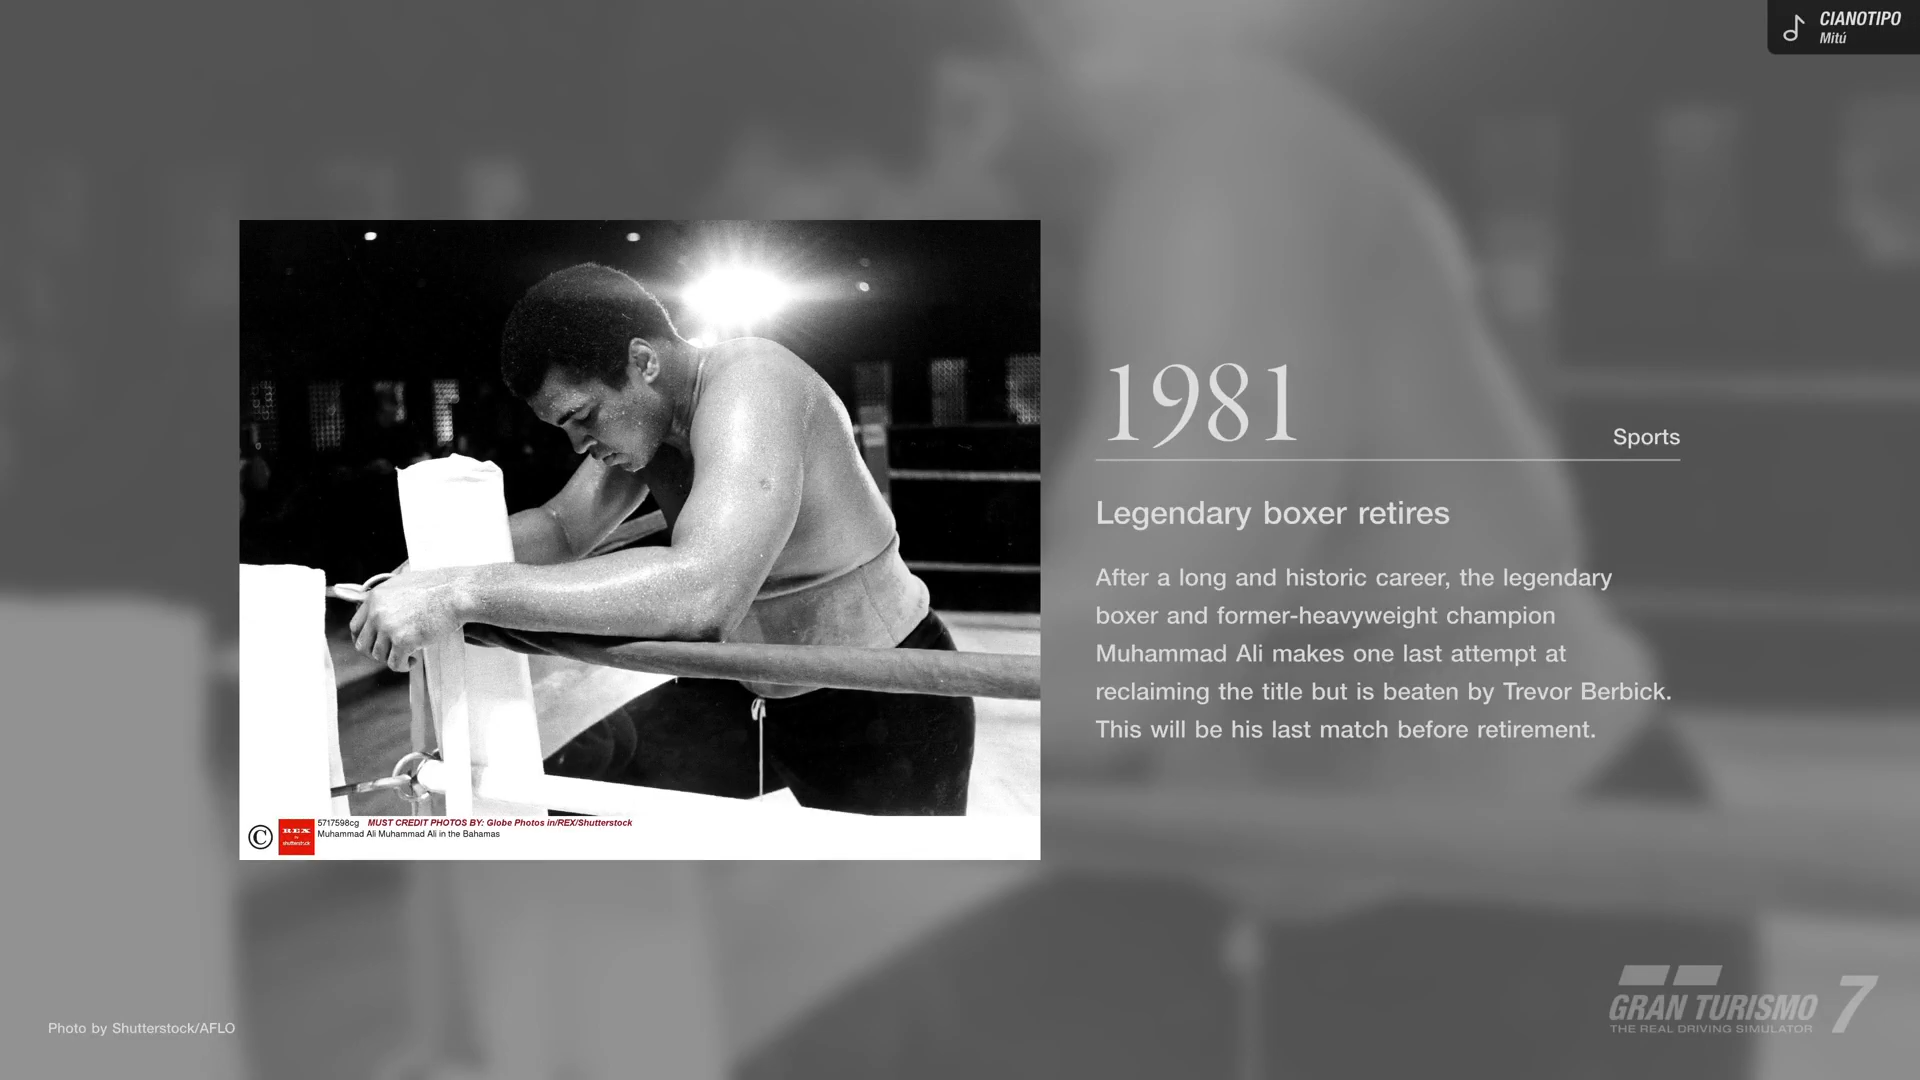 CIANOTIPO
Mitú
1981
Sports
Legendary boxer retires
After a long and historic career, the legendary
boxer and former-heavyweight champion
Muhammad Ali makes one last attempt at
reclaiming the title but is beaten by Trevor Berbick.
This will be his last match before retirement.
©
REX
by
shutterstock
5717598cg MUST CREDIT PHOTOS BY: Globe Photos in/REX/Shutterstock
Muhammad Ali Muhammad Ali in the Bahamas
Photo by Shutterstock/AFLO
GRAN TURISMO 7
THE REAL DRIVING SIMULATOR